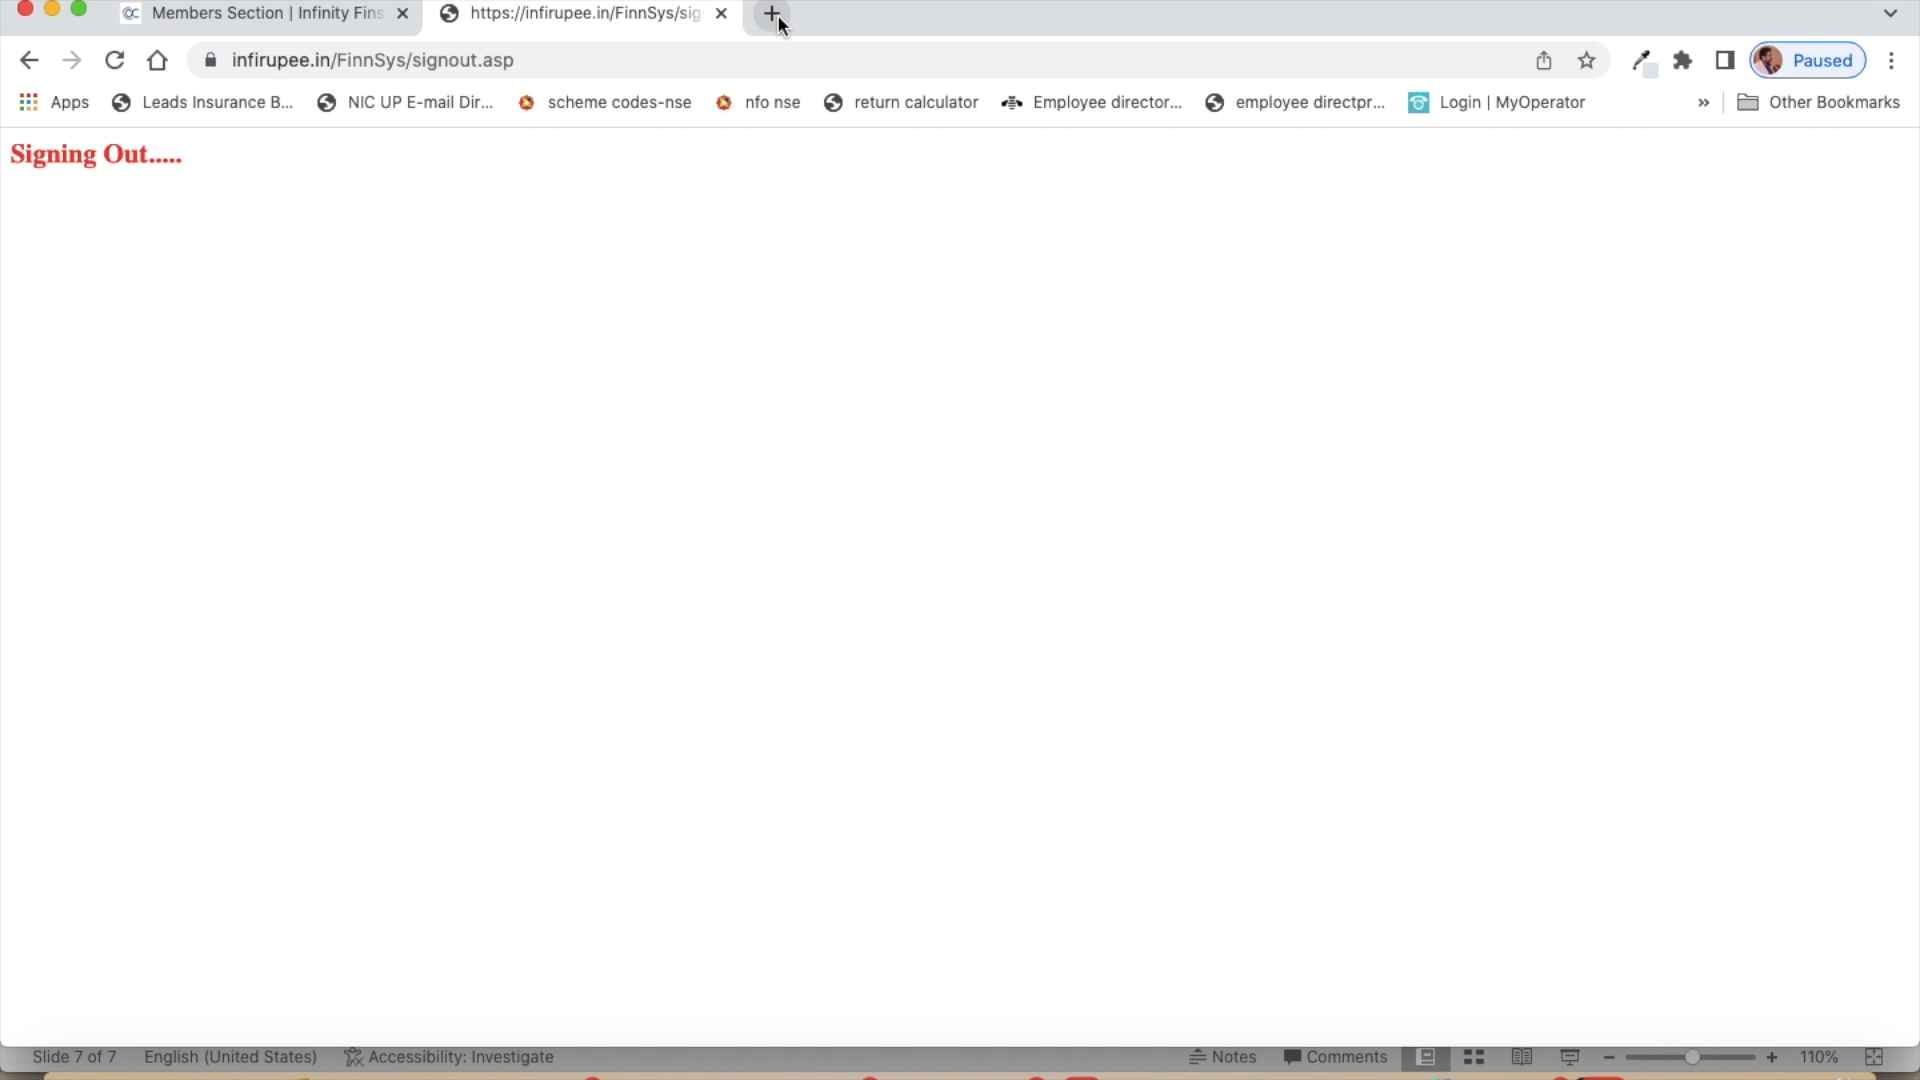 Members Section | Infinity Fins
https://infirupee.in/FinnSys/sig
infirupee.in/FinnSys/signout.asp
Paused
Apps
Leads Insurance B...
NIC UP E-mail Dir...
scheme codes-nse
nfo nse
return calculator
Employee director...
employee directpr...
Login | MyOperator
»
Other Bookmarks
Signing Out.....
Slide 7 of 7
English (United States)
Accessibility: Investigate
Notes
Comments
110%